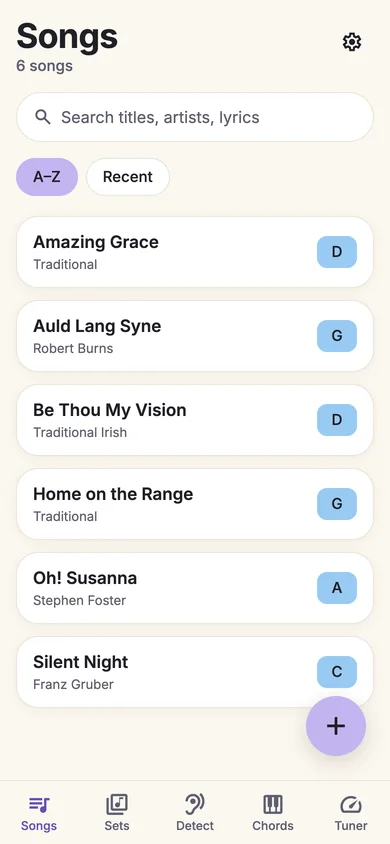 Songs
6 songs
Search titles, artists, lyrics
A–Z
Recent
Amazing Grace
Traditional
D
Auld Lang Syne
Robert Burns
G
Be Thou My Vision
Traditional Irish
D
Home on the Range
Traditional
G
Oh! Susanna
Stephen Foster
A
Silent Night
Franz Gruber
C
Songs
Sets
Detect
Chords
Tuner